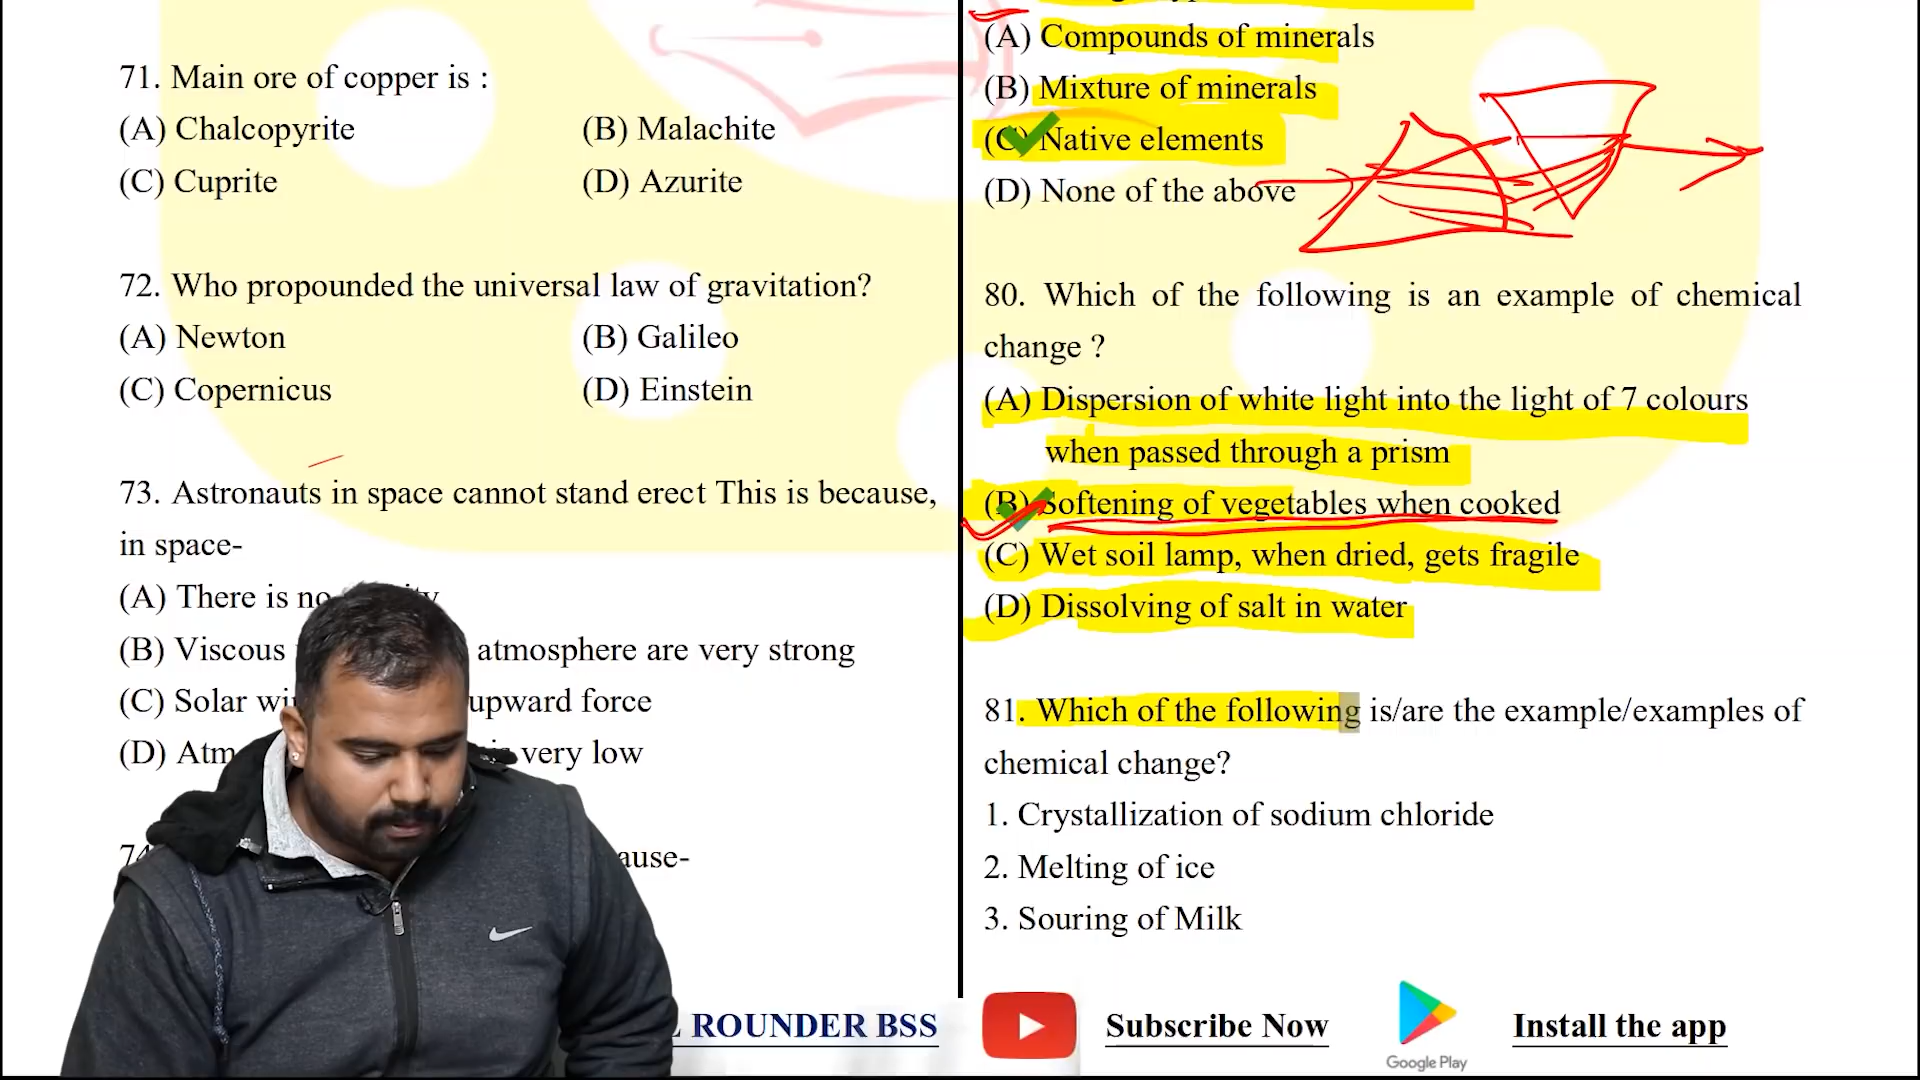 71. Main ore of copper is :
(A) Chalcopyrite (B) Malachite
(C) Cuprite (D) Azurite
72. Who propounded the universal law of gravitation?
(A) Newton (B) Galileo
(C) Copernicus (D) Einstein
73. Astronauts in space cannot stand erect This is because,
in space-
(A) There is no
(B) Viscous atmosphere are very strong
(C) Solar upward force
(D) very low
(A) Compounds of minerals
(B) Mixture of minerals
(C) Native elements
(D) None of the above
80. Which of the following is an example of chemical
change ?
(A) Dispersion of white light into the light of 7 colours
when passed through a prism
(B) Softening of vegetables when cooked
(C) Wet soil lamp, when dried, gets fragile
(D) Dissolving of salt in water
81. Which of the following is/are the example/examples of
chemical change?
1. Crystallization of sodium chloride
2. Melting of ice
3. Souring of Milk
ROUNDER BSS
Subscribe Now
Google Play
Install the app